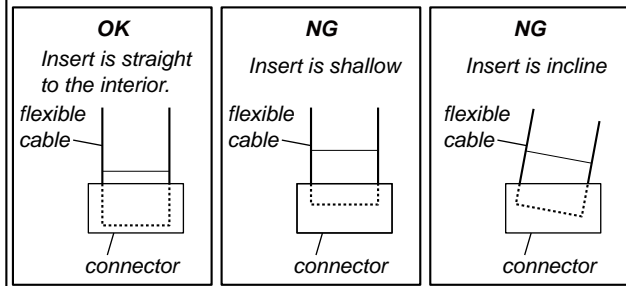 OK
Insert is straight
to the interior.
flexible
cable
connector
NG
Insert is shallow
flexible
cable
connector
NG
Insert is incline
flexible
cable
connector